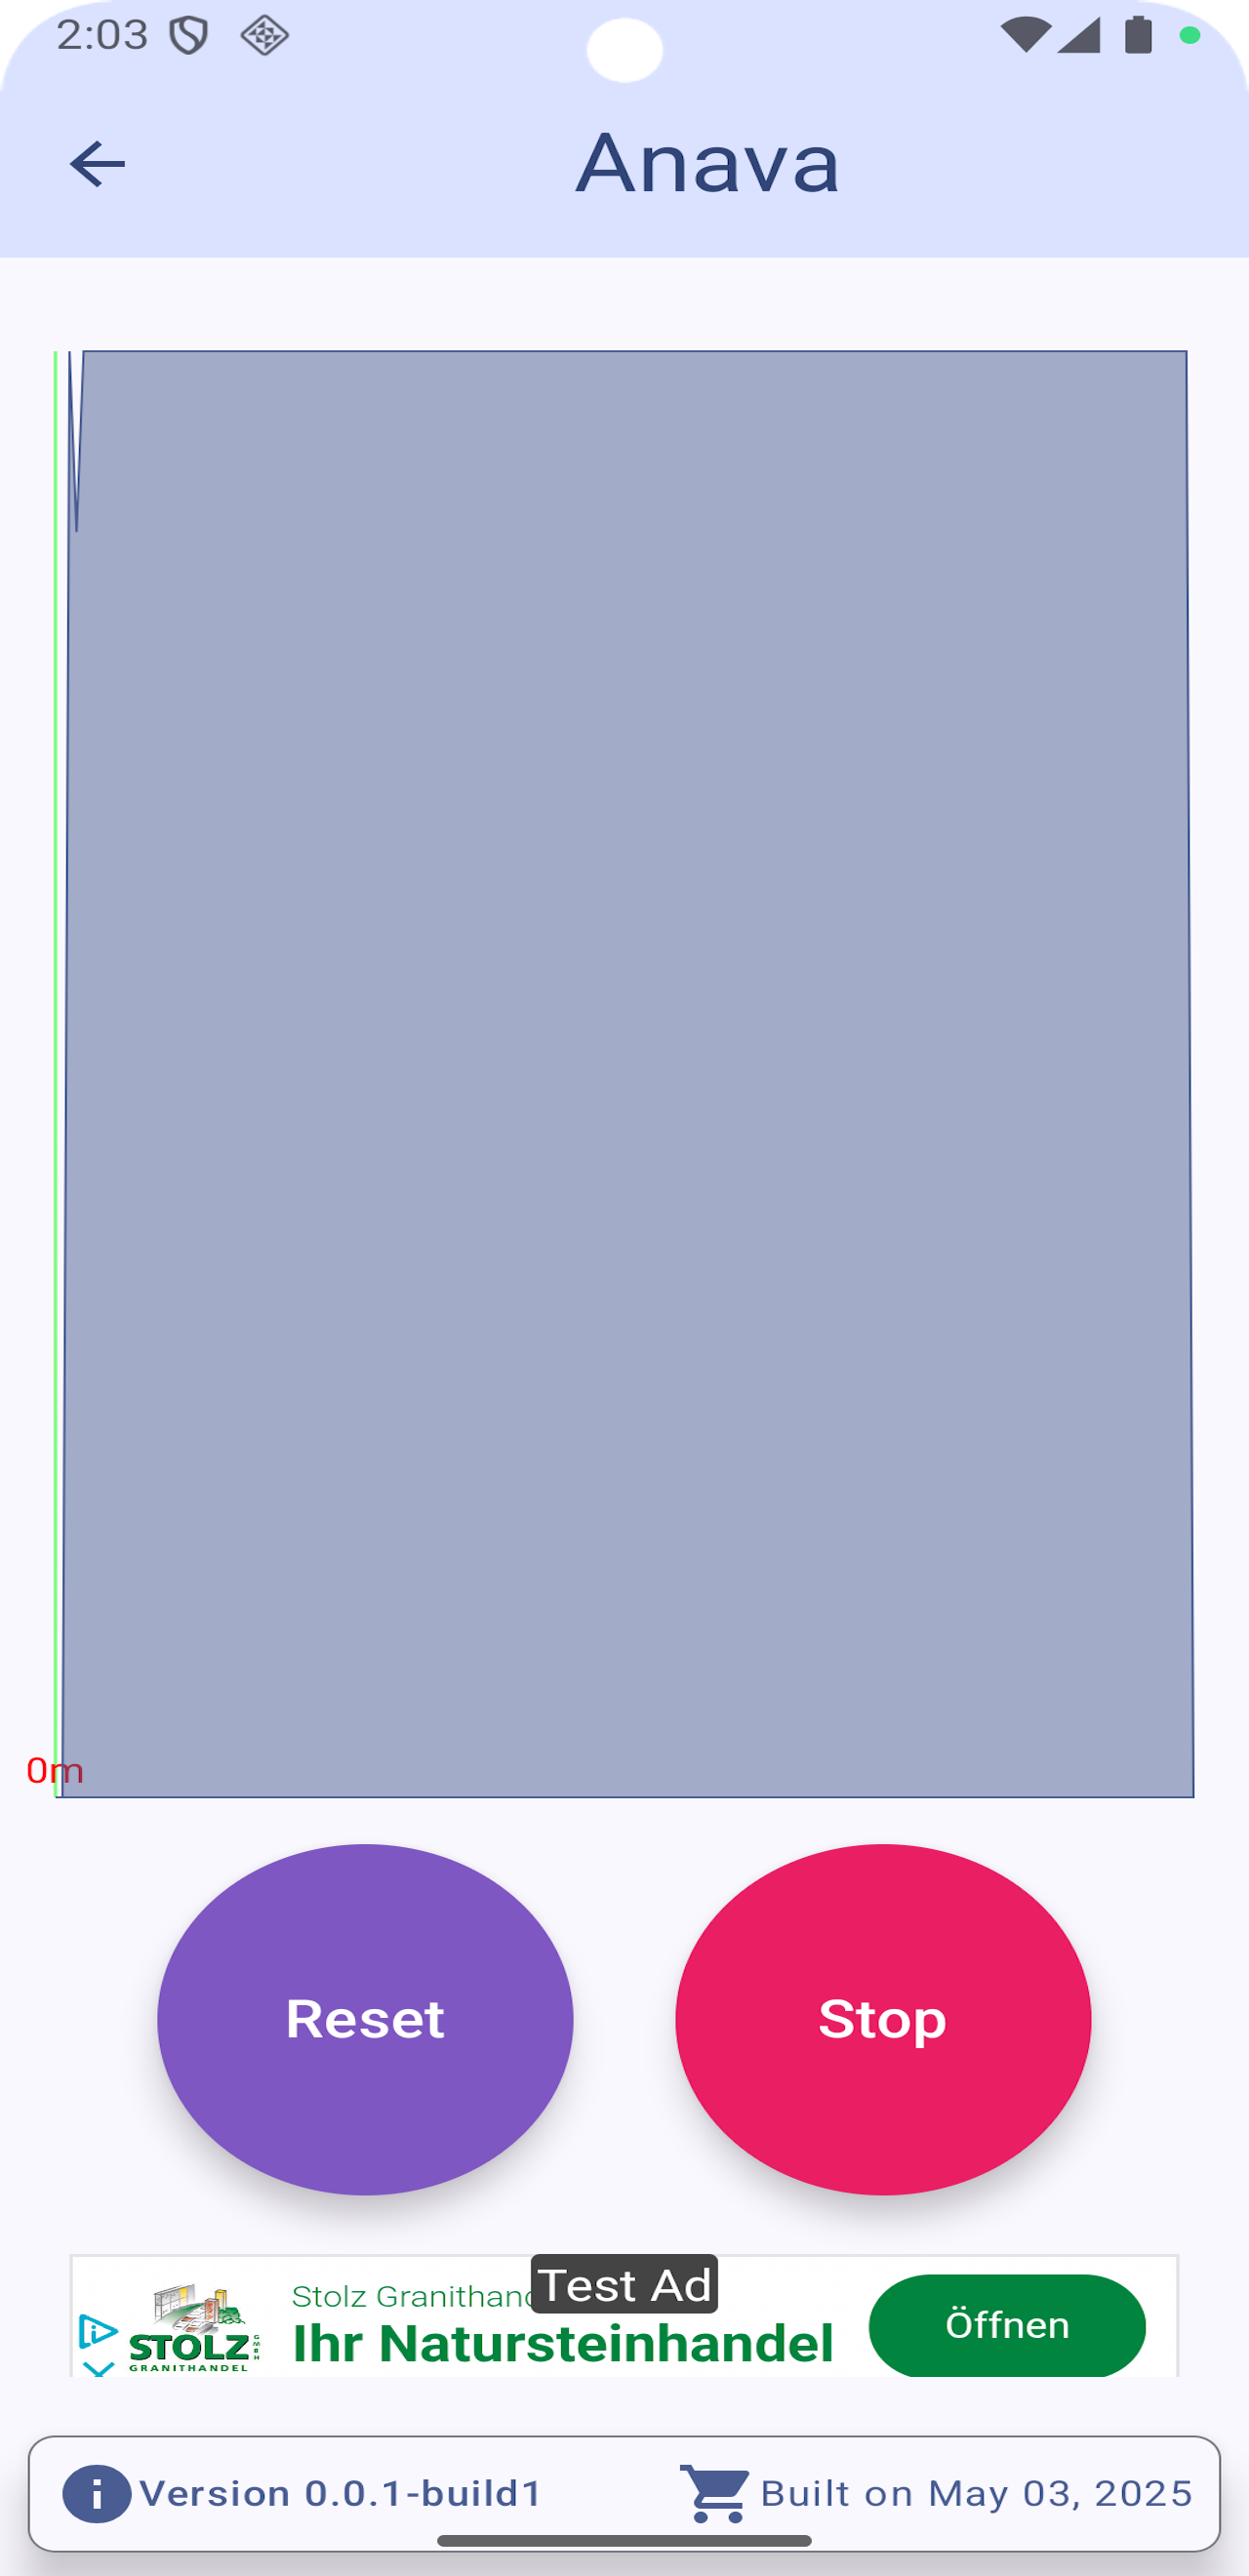 2:03
Anava
0m
Reset
Stop
Test Ad
Stolz Granithand
Ihr Natursteinhandel
STOLZ GMBH
GRANITHANDEL
Öffnen
Version 0.0.1-build1
Built on May 03, 2025